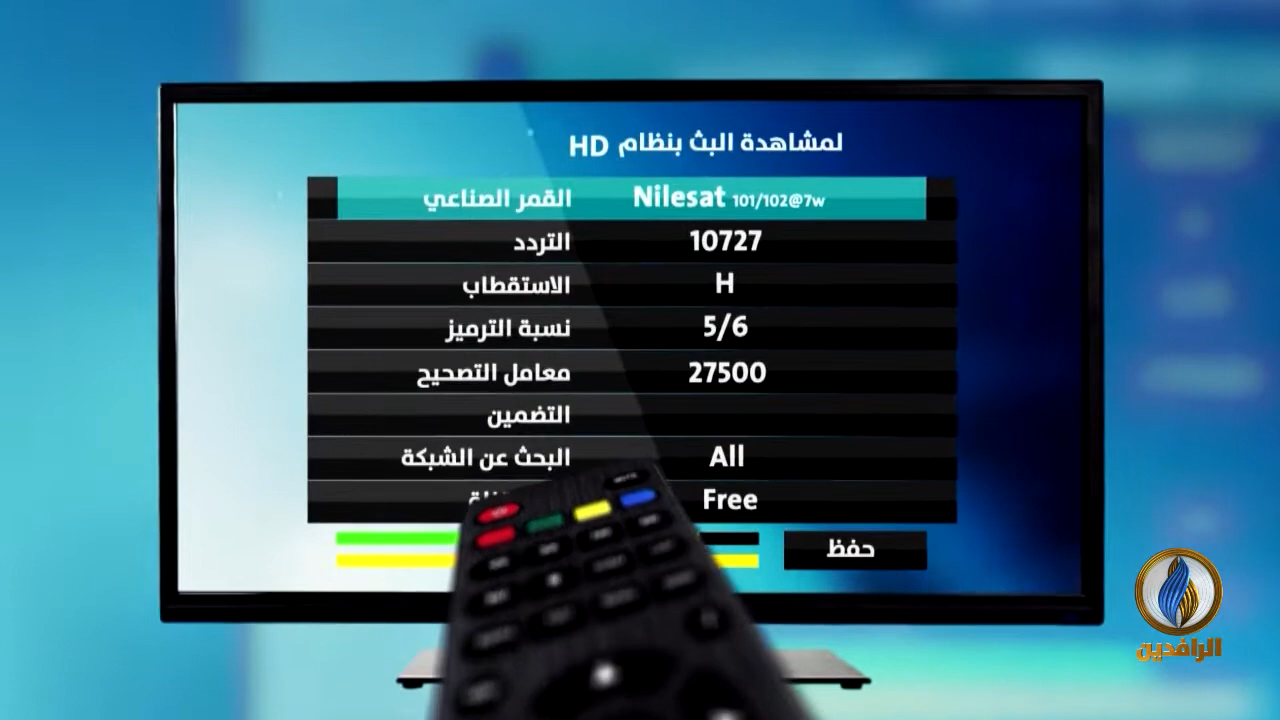 لمشاهدة البث بنظام HD
القمر الصناعي Nilesat 101/102@7w
التردد 10727
الاستقطاب H
نسبة الترميز 5/6
معامل التصحيح 27500
التضمين
البحث عن الشبكة All
Free
حفظ
الرافدين